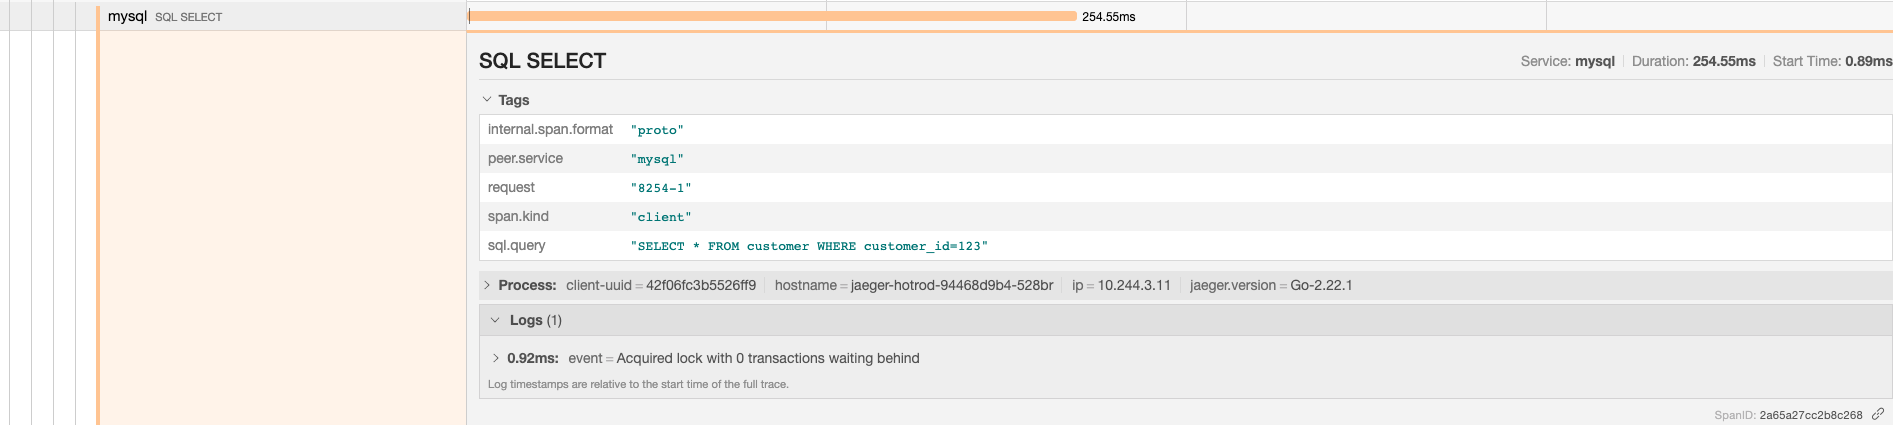 mysql SQL SELECT 254.55ms
SQL SELECT Service: mysql Duration: 254.55ms Start Time: 0.89ms
Tags
internal.span.format "proto"
peer.service "mysql"
request "8254-1"
span.kind "client"
sql.query "SELECT * FROM customer WHERE customer_id=123"
Process: client-uuid = 42f06fc3b5526ff9 hostname = jaeger-hotrod-94468d9b4-528br ip = 10.244.3.11 jaeger.version = Go-2.22.1
Logs (1)
0.92ms: event = Acquired lock with 0 transactions waiting behind
Log timestamps are relative to the start time of the full trace.
SpanID: 2a65a27cc2b8c268